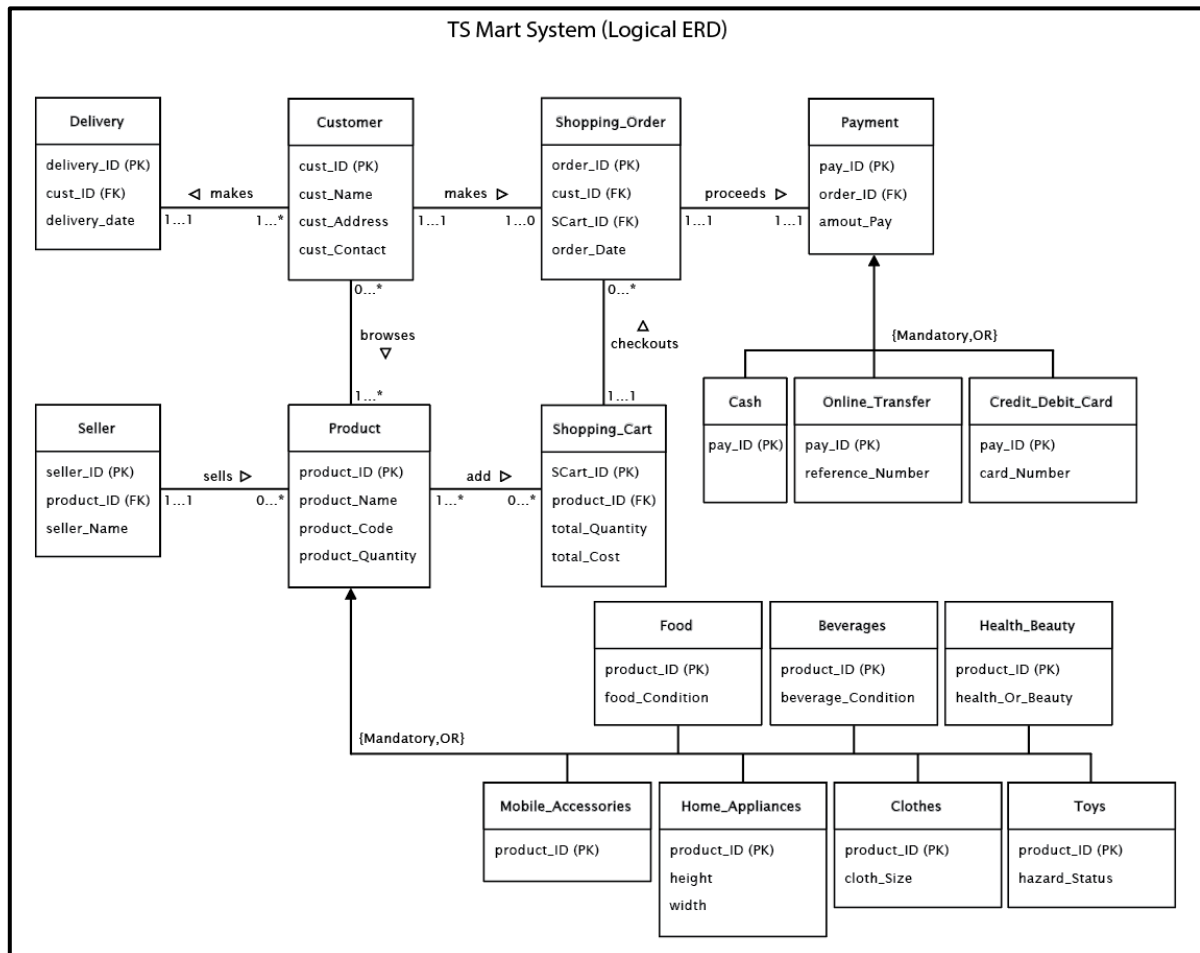 TS Mart System (Logical ERD)
Delivery
delivery_ID (PK)
cust_ID (FK)
delivery_date
◁ makes
1...1
1...*
Customer
cust_ID (PK)
cust_Name
cust_Address
cust_Contact
makes ▷
1...1
1...0
Shopping_Order
order_ID (PK)
cust_ID (FK)
SCart_ID (FK)
order_Date
proceeds ▷
1...1
1...1
Payment
pay_ID (PK)
order_ID (FK)
amout_Pay
0...*
browses
▽
1...*
0...*
△
checkouts
1...1
{Mandatory,OR}
Cash
pay_ID (PK)
Online_Transfer
pay_ID (PK)
reference_Number
Credit_Debit_Card
pay_ID (PK)
card_Number
Seller
seller_ID (PK)
product_ID (FK)
seller_Name
sells ▷
1...1
0...*
Product
product_ID (PK)
product_Name
product_Code
product_Quantity
add ▷
1...*
0...*
Shopping_Cart
SCart_ID (PK)
product_ID (FK)
total_Quantity
total_Cost
Food
product_ID (PK)
food_Condition
Beverages
product_ID (PK)
beverage_Condition
Health_Beauty
product_ID (PK)
health_Or_Beauty
{Mandatory,OR}
Mobile_Accessories
product_ID (PK)
Home_Appliances
product_ID (PK)
height
width
Clothes
product_ID (PK)
cloth_Size
Toys
product_ID (PK)
hazard_Status